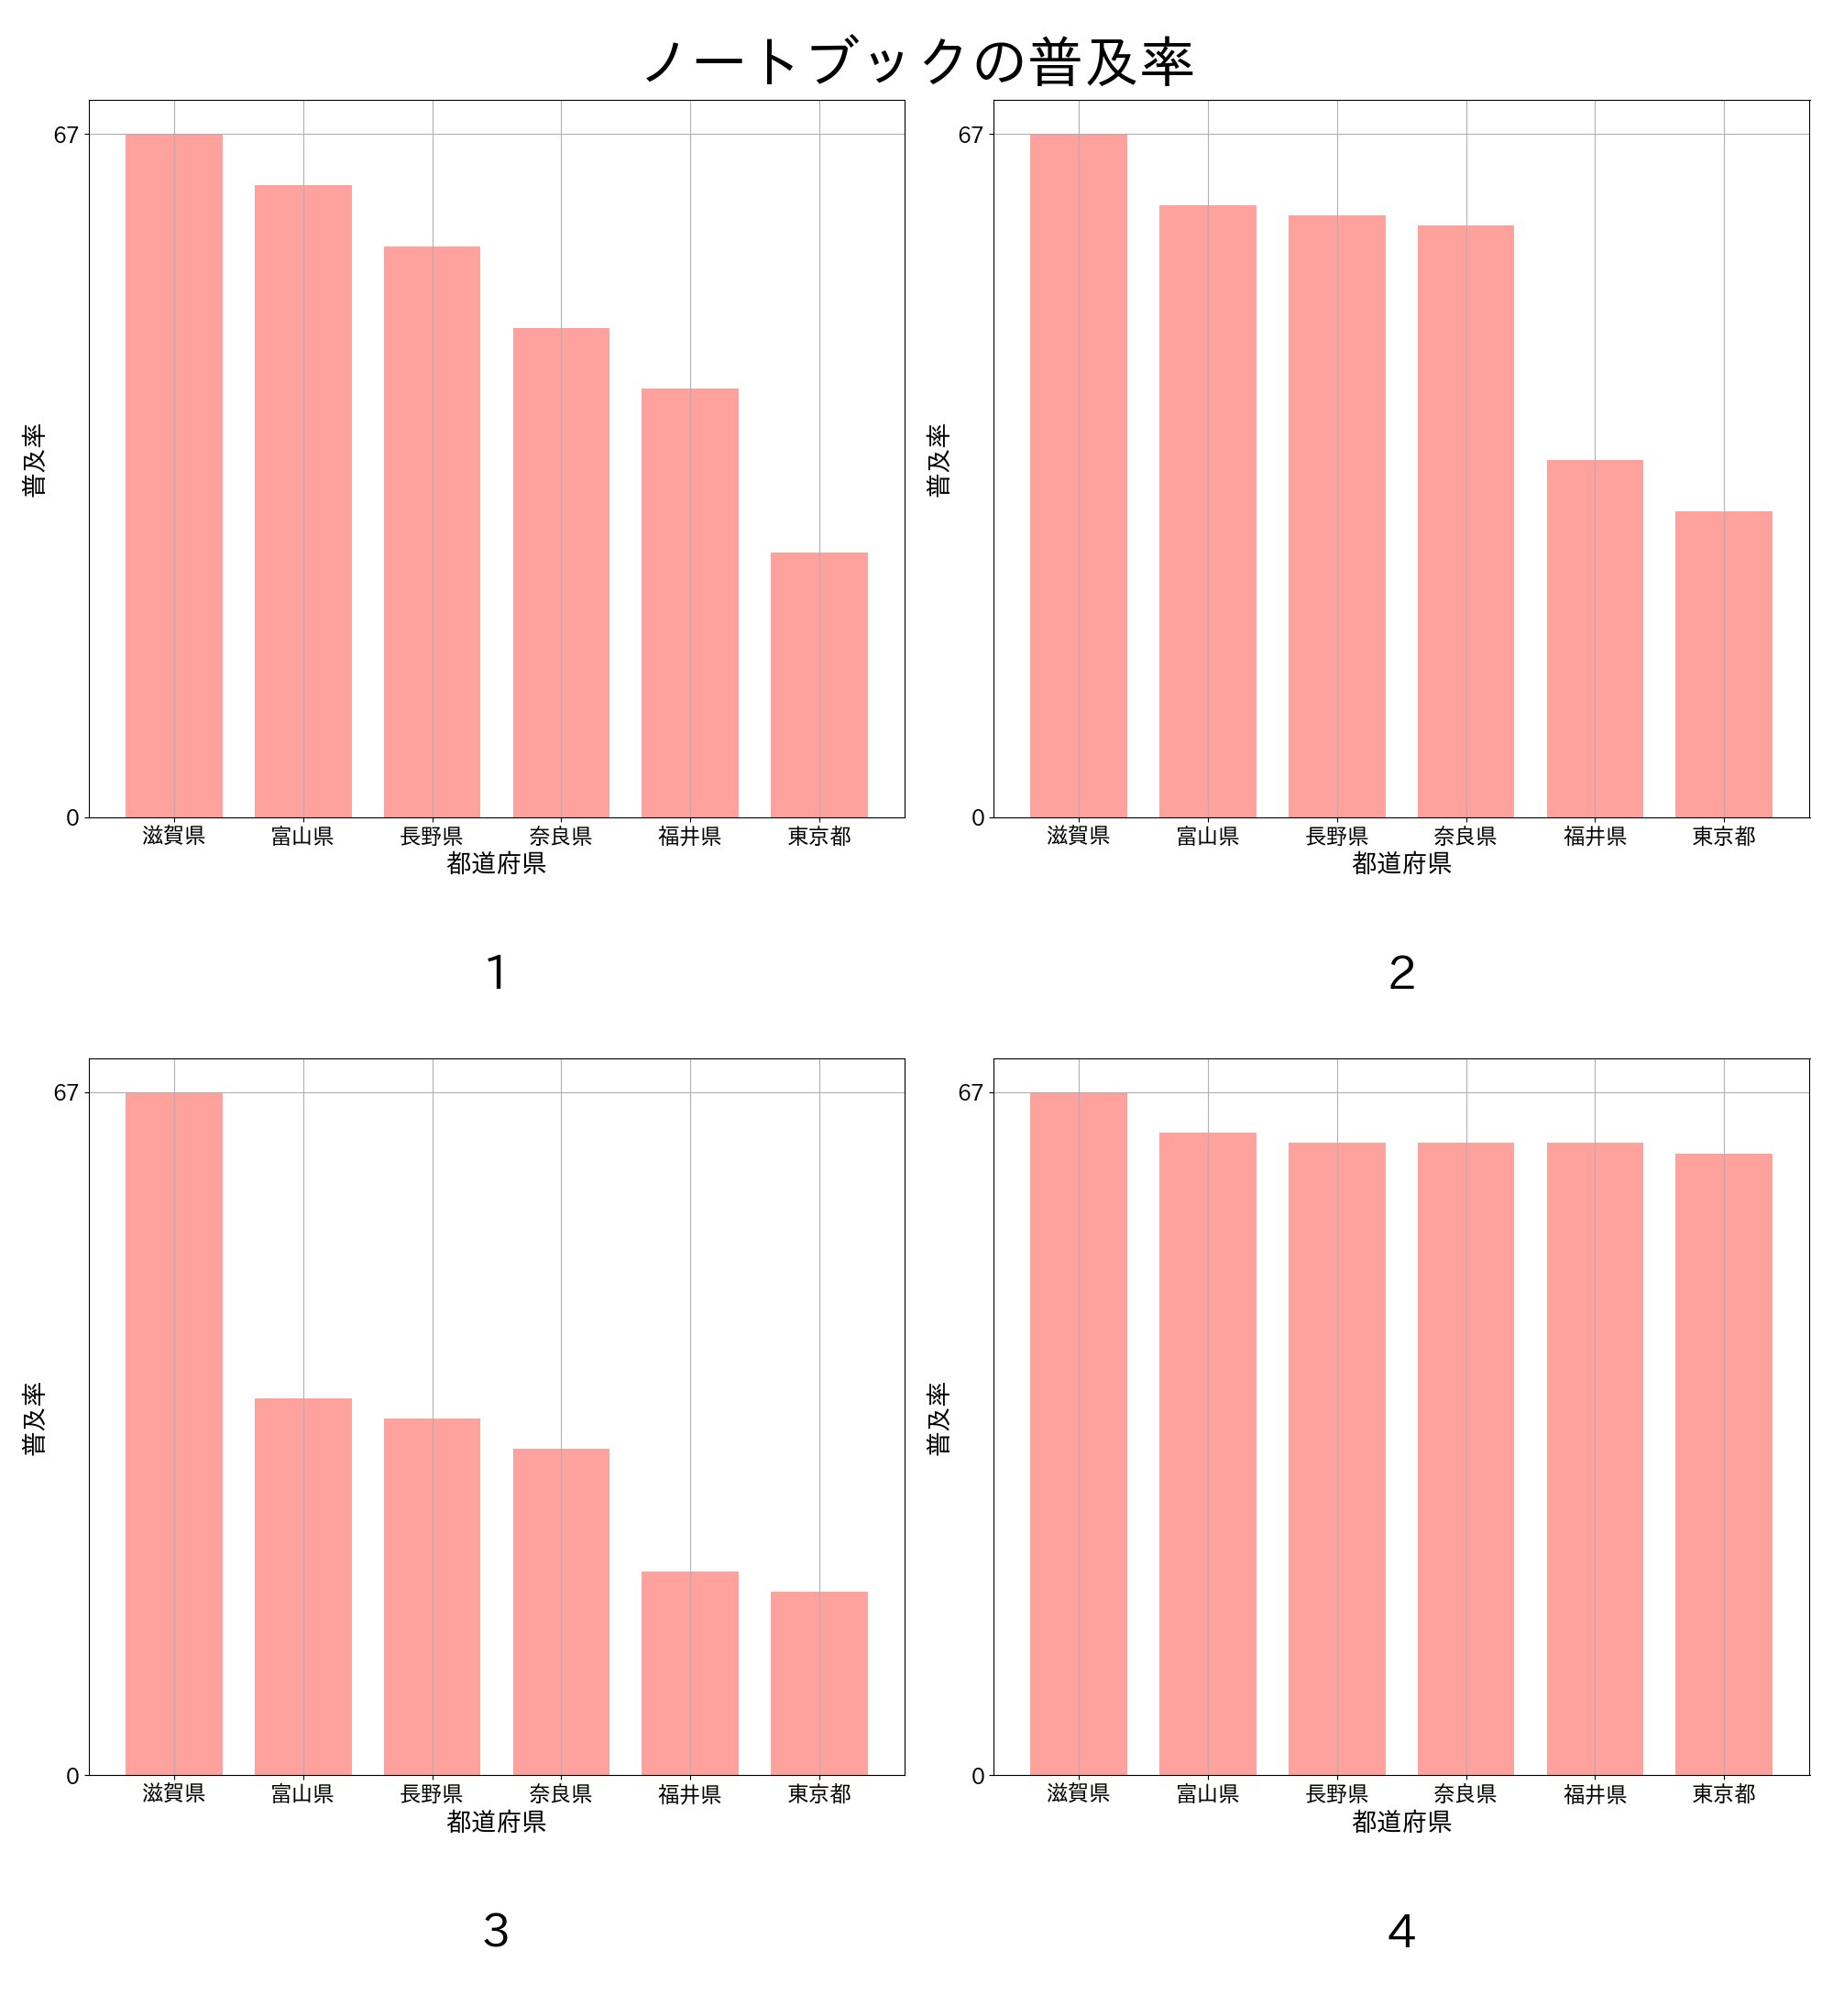 ノートブックの普及率
67
0
普及率
滋賀県 富山県 長野県 奈良県 福井県 東京都
都道府県
1
67
0
普及率
滋賀県 富山県 長野県 奈良県 福井県 東京都
都道府県
2
67
0
普及率
滋賀県 富山県 長野県 奈良県 福井県 東京都
都道府県
3
67
0
普及率
滋賀県 富山県 長野県 奈良県 福井県 東京都
都道府県
4